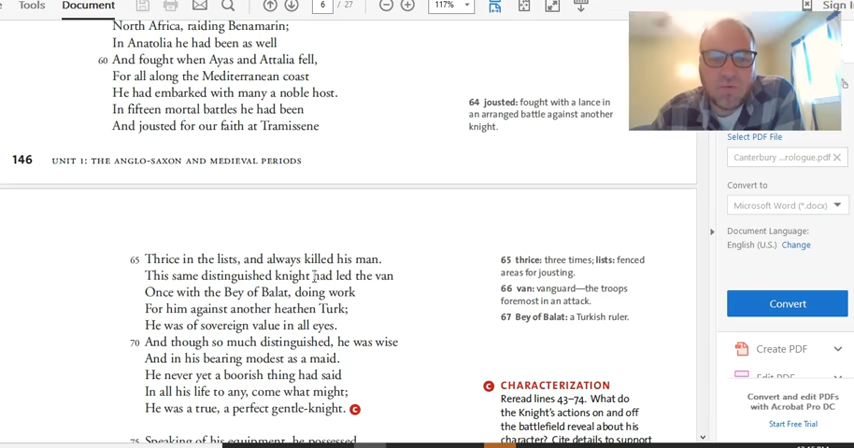 Tools Document
6 / 27
117%
Sign I
North Africa, raiding Benamarin;
In Anatolia he had been as well
60 And fought when Ayas and Attalia fell,
For all along the Mediterranean coast
He had embarked with many a noble host.
In fifteen mortal battles he had been
And jousted for our faith at Tramissene
64 jousted: fought with a lance in
an arranged battle against another
knight.
146 UNIT 1: THE ANGLO-SAXON AND MEDIEVAL PERIODS
65 Thrice in the lists, and always killed his man.
This same distinguished knight had led the van
Once with the Bey of Balat, doing work
For him against another heathen Turk;
He was of sovereign value in all eyes.
70 And though so much distinguished, he was wise
And in his bearing modest as a maid.
He never yet a boorish thing had said
In all his life to any, come what might;
He was a true, a perfect gentle-knight. C
75 Speaking of his equipment, he possessed
65 thrice: three times; lists: fenced
areas for jousting.
66 van: vanguard—the troops
foremost in an attack.
67 Bey of Balat: a Turkish ruler.
C CHARACTERIZATION
Reread lines 43–74. What do
the Knight's actions on and off
the battlefield reveal about his
character? Cite details to support
Select PDF File
Canterbury ...rologue.pdf
Convert to
Microsoft Word (*.docx)
Document Language:
English (U.S.) Change
Convert
Create PDF
Edit PDF
Convert and edit PDFs
with Acrobat Pro DC
Start Free Trial